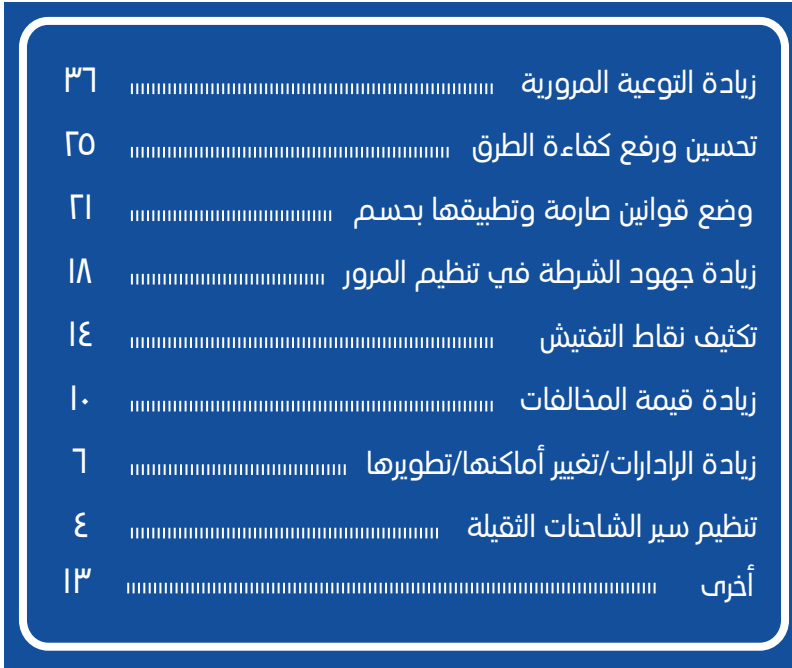 زيادة التوعية المرورية ٣٦
تحسين ورفع كفاءة الطرق ٢٥
وضع قوانين صارمة وتطبيقها بحسم ٢١
زيادة جهود الشرطة في تنظيم المرور ١٨
تكثيف نقاط التفتيش ١٤
زيادة قيمة المخالفات ١٠
زيادة الرادارات/تغيير أماكنها/تطويرها ٦
تنظيم سير الشاحنات الثقيلة ٤
أخرى ١٣